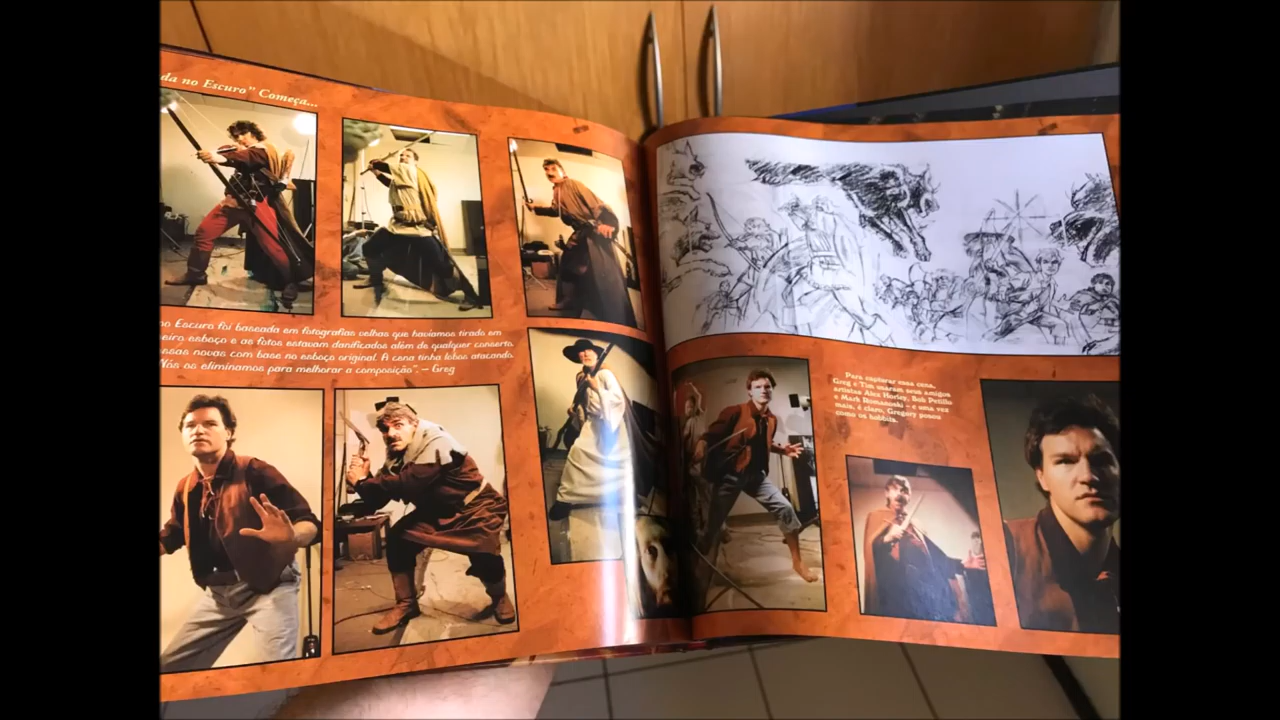 da no Escuro" Começa...
no Escuro foi baseada em fotografias velhas que havíamos tirado em
eiro esboço e as fotos estavam danificadas além de qualquer conserto.
ssas novas com base no esboço original. A cena tinha lobos atacando.
Nós os eliminamos para melhorar a composição". – Greg
Para capturar essa cena,
Greg e Tim usaram seus amigos
artistas Alex Horley, Bob Petillo
e Mark Romanoski – e uma vez
mais, é claro, Gregory posou
como os hobbits.